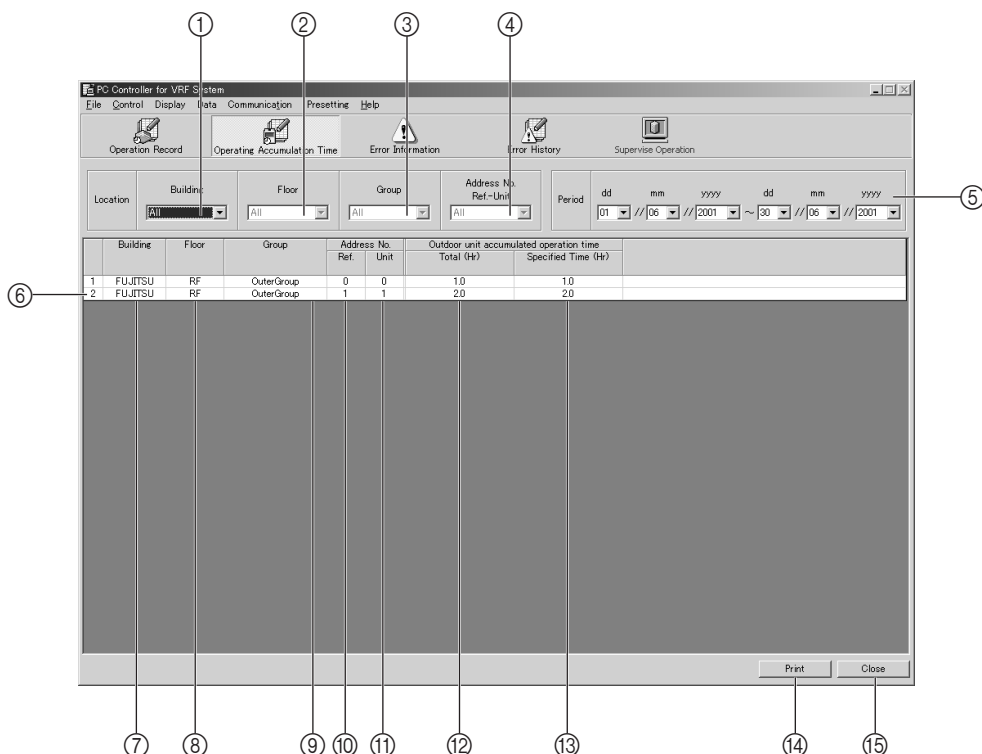 ① ② ③ ④
PC Controller for VRF System
File Control Display Data Communication Presetting Help
Operation Record Operating Accumulation Time Error Information Error History Supervise Operation
Location Building Floor Group Address No. Ref.-Unit Period dd mm yyyy dd mm yyyy ⑤
All All All All 01 // 06 // 2001 ~ 30 // 06 // 2001
Building Floor Group Address No. Outdoor unit accumulated operation time
Ref. Unit Total (Hr) Specified Time (Hr)
1 FUJITSU RF OuterGroup 0 0 1.0 1.0
⑥ 2 FUJITSU RF OuterGroup 1 1 2.0 2.0
Print Close
⑦ ⑧ ⑨ ⑩ ⑪ ⑫ ⑬ ⑭ ⑮